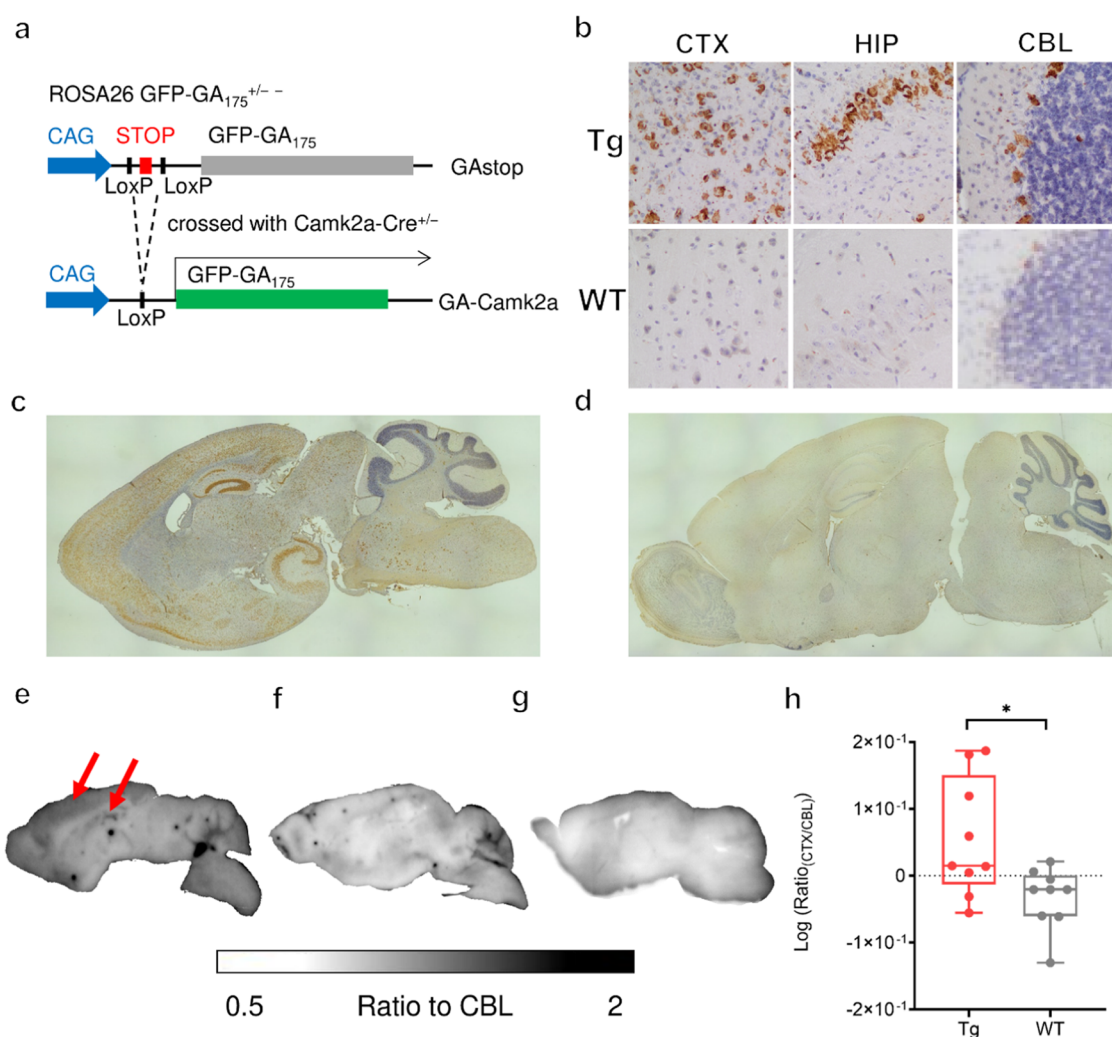 a
ROSA26 GFP-GA₁₇₅⁺/⁻ ⁻
CAG STOP GFP-GA₁₇₅
GAstop
LoxP LoxP
crossed with Camk2a-Cre⁺/⁻
CAG GFP-GA₁₇₅
GA-Camk2a
LoxP
b
CTX HIP CBL
Tg
WT
c
d
e
f
g
0.5 Ratio to CBL 2
h
*
2×10⁻¹
1×10⁻¹
0
-1×10⁻¹
-2×10⁻¹
Log (Ratio(CTX/CBL))
Tg WT